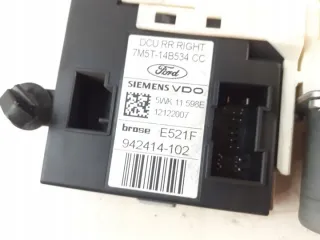 DCU RR RIGHT
7M5T-14B534 CC
Ford
SIEMENS VDO
5WK 11 598E
12122007
brose E521F
942414-102